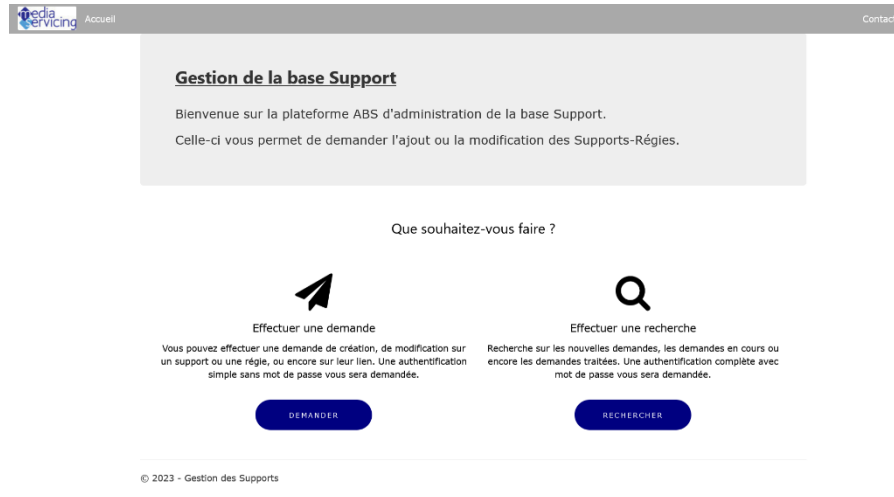 Media Servicing
Accueil
Contact
Gestion de la base Support
Bienvenue sur la plateforme ABS d'administration de la base Support.
Celle-ci vous permet de demander l'ajout ou la modification des Supports-Régies.
Que souhaitez-vous faire ?
Effectuer une demande
Vous pouvez effectuer une demande de création, de modification sur
un support ou une régie, ou encore sur leur lien. Une authentification
simple sans mot de passe vous sera demandée.
DEMANDER
Effectuer une recherche
Recherche sur les nouvelles demandes, les demandes en cours ou
encore les demandes traitées. Une authentification complète avec
mot de passe vous sera demandée.
RECHERCHER
© 2023 - Gestion des Supports